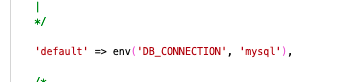 |
*/
'default' => env('DB_CONNECTION', 'mysql'),
/*